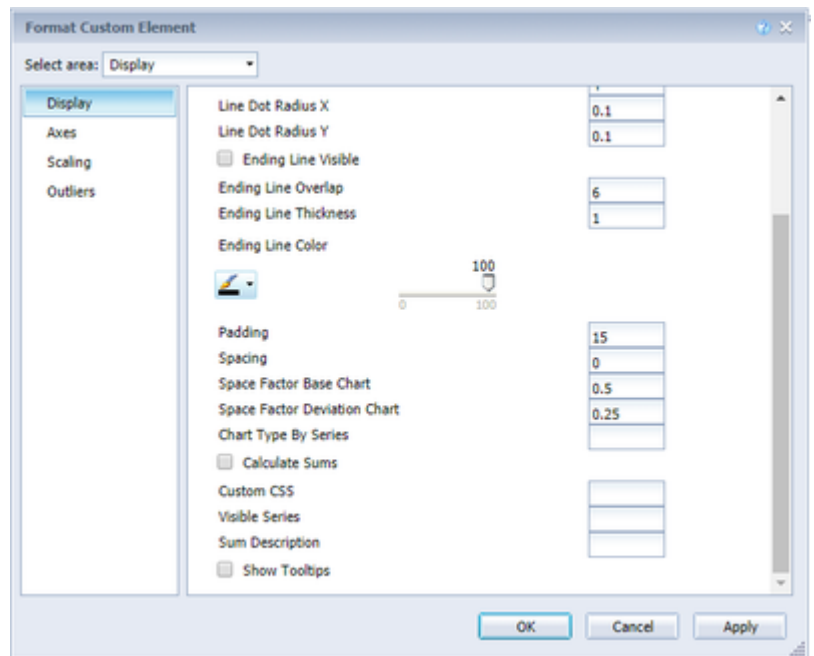 Format Custom Element
Select area: Display
Display
Axes
Scaling
Outliers
Line Dot Radius X 0.1
Line Dot Radius Y 0.1
Ending Line Visible
Ending Line Overlap 6
Ending Line Thickness 1
Ending Line Color
100
0 100
Padding 15
Spacing 0
Space Factor Base Chart 0.5
Space Factor Deviation Chart 0.25
Chart Type By Series
Calculate Sums
Custom CSS
Visible Series
Sum Description
Show Tooltips
OK Cancel Apply